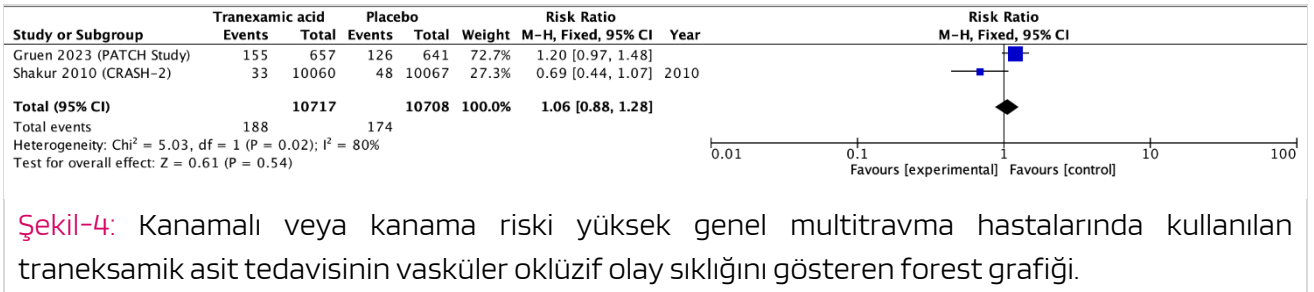 Tranexamic acid Placebo Risk Ratio Risk Ratio
Study or Subgroup Events Total Events Total Weight M-H, Fixed, 95% CI Year M-H, Fixed, 95% CI
Gruen 2023 (PATCH Study) 155 657 126 641 72.7% 1.20 [0.97, 1.48]
Shakur 2010 (CRASH-2) 33 10060 48 10067 27.3% 0.69 [0.44, 1.07] 2010
Total (95% CI) 10717 10708 100.0% 1.06 [0.88, 1.28]
Total events 188 174
Heterogeneity: Chi² = 5.03, df = 1 (P = 0.02); I² = 80%
Test for overall effect: Z = 0.61 (P = 0.54)
0.01 0.1 1 10 100
Favours [experimental] Favours [control]
Şekil-4: Kanamalı veya kanama riski yüksek genel multitravma hastalarında kullanılan
traneksamik asit tedavisinin vasküler oklüzif olay sıklığını gösteren forest grafiği.